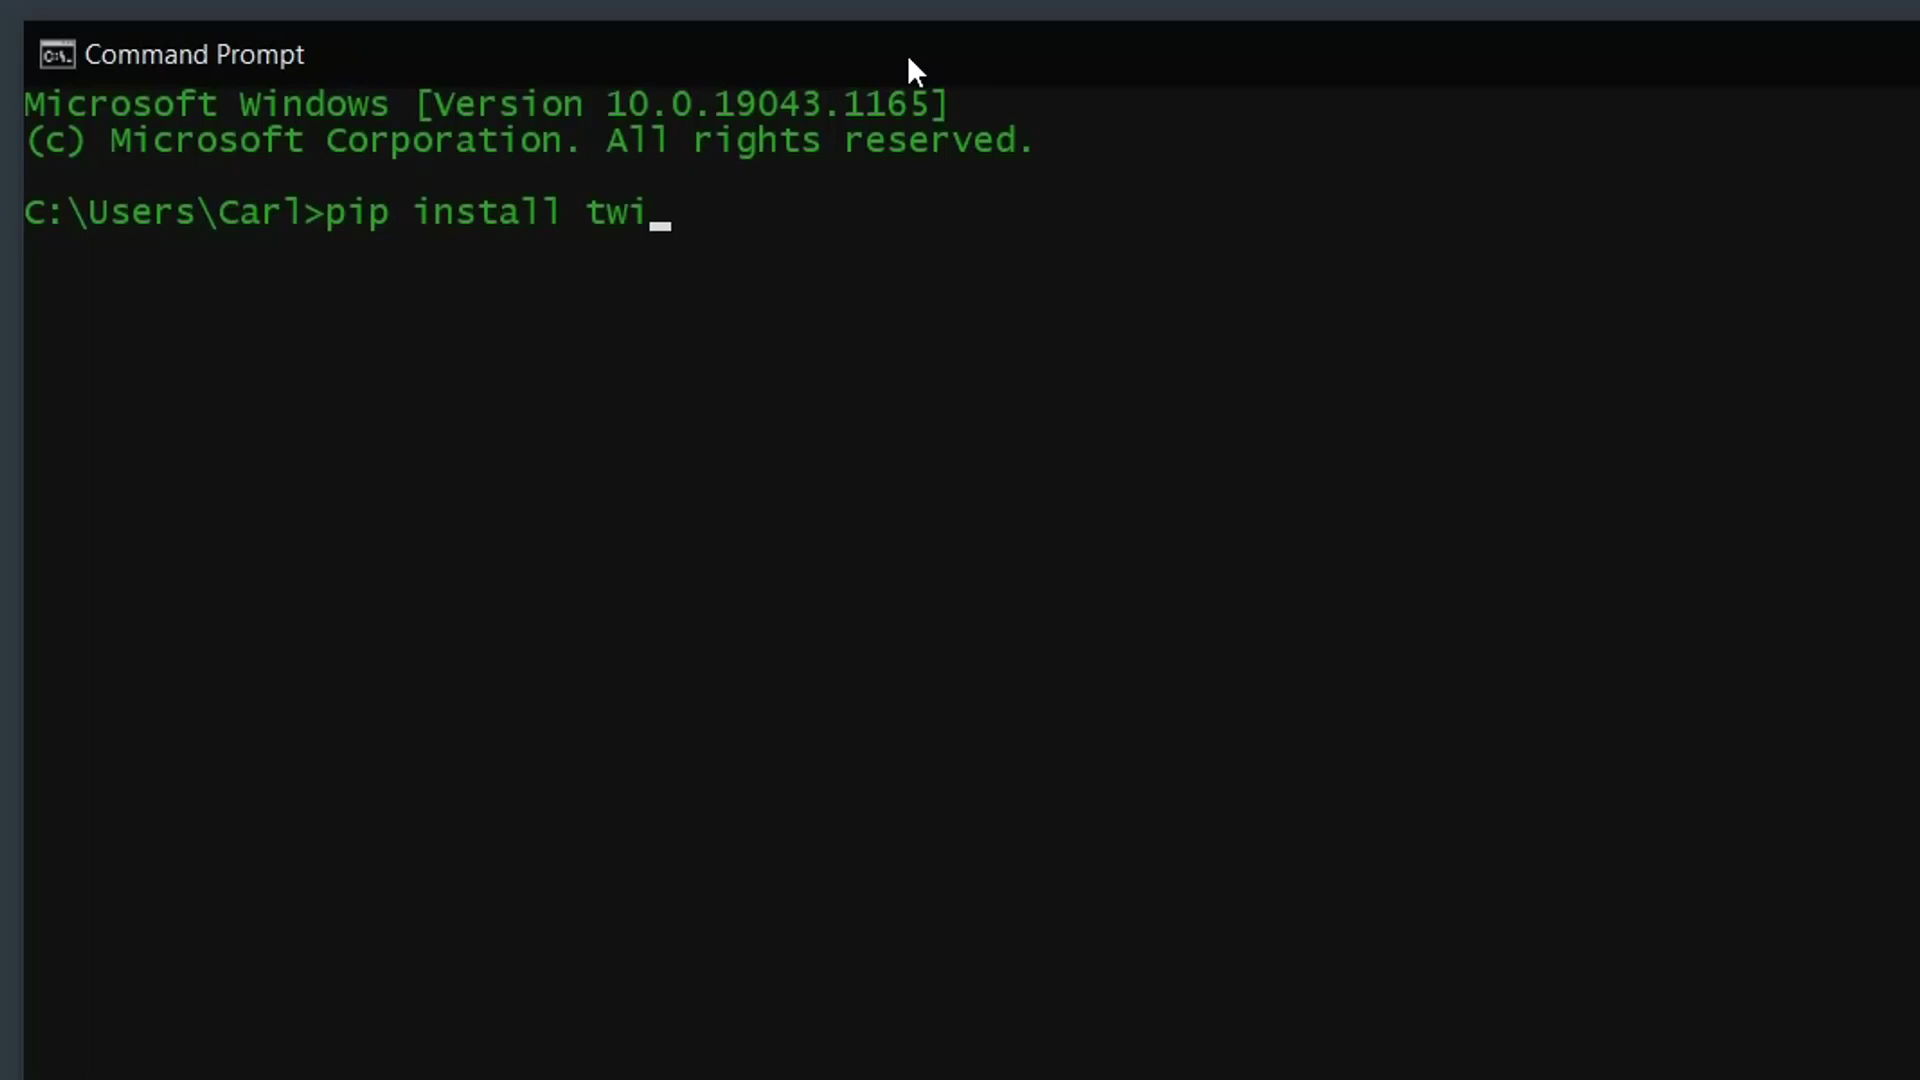 Command Prompt
Microsoft Windows [Version 10.0.19043.1165]
(c) Microsoft Corporation. All rights reserved.
C:\Users\Carl>pip install twi